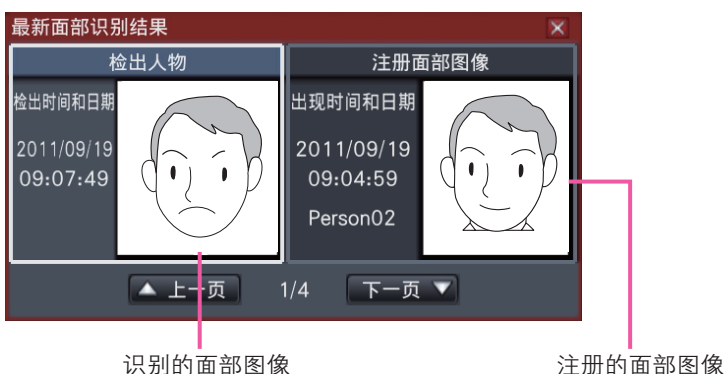 最新面部识别结果
检出人物
注册面部图像
检出时间和日期
2011/09/19
09:07:49
出现时间和日期
2011/09/19
09:04:59
Person02
上一页
1/4
下一页
识别的面部图像
注册的面部图像